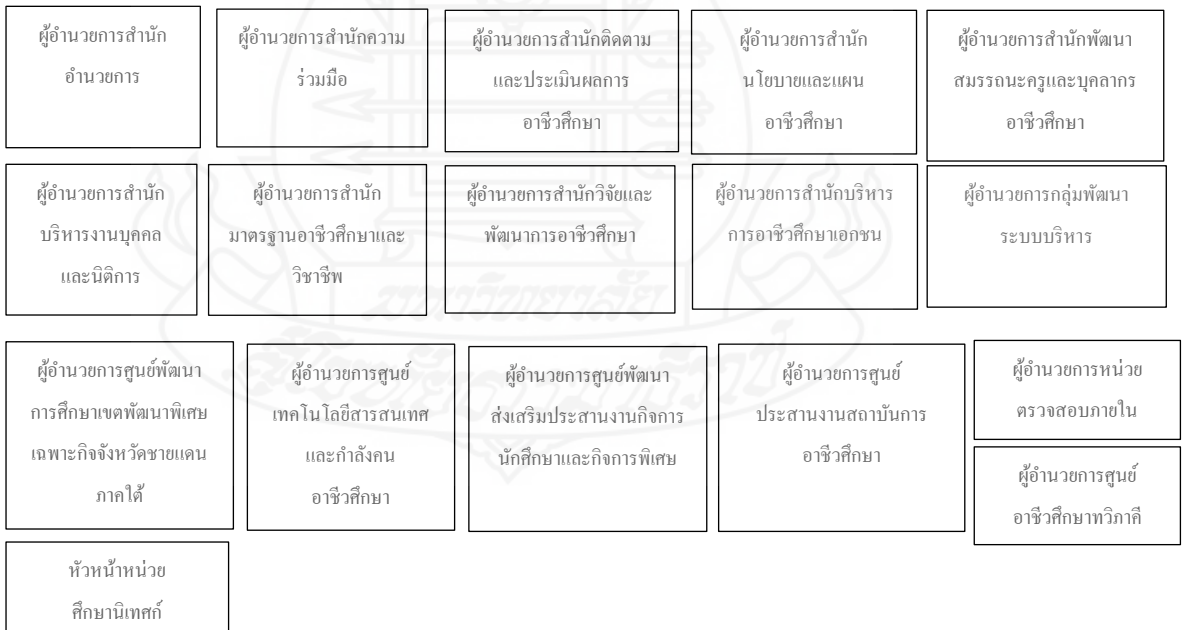 ผู้อำนวยการสำนัก
อำนวยการ
ผู้อำนวยการสำนักความ
ร่วมมือ
ผู้อำนวยการสำนักติดตาม
และประเมินผลการ
อาชีวศึกษา
ผู้อำนวยการสำนัก
นโยบายและแผน
อาชีวศึกษา
ผู้อำนวยการสำนักพัฒนา
สมรรถนะครูและบุคลากร
อาชีวศึกษา
ผู้อำนวยการสำนัก
บริหารงานบุคคล
และนิติการ
ผู้อำนวยการสำนัก
มาตรฐานอาชีวศึกษาและ
วิชาชีพ
ผู้อำนวยการสำนักวิจัยและ
พัฒนาการอาชีวศึกษา
ผู้อำนวยการสำนักบริหาร
การอาชีวศึกษาเอกชน
ผู้อำนวยการกลุ่มพัฒนา
ระบบบริหาร
ผู้อำนวยการศูนย์พัฒนา
การศึกษาเขตพัฒนาพิเศษ
เฉพาะกิจจังหวัดชายแดน
ภาคใต้
ผู้อำนวยการศูนย์
เทคโนโลยีสารสนเทศ
และกำลังคน
อาชีวศึกษา
ผู้อำนวยการศูนย์พัฒนา
ส่งเสริมประสานงานกิจการ
นักศึกษาและกิจการพิเศษ
ผู้อำนวยการศูนย์
ประสานงานสถาบันการ
อาชีวศึกษา
ผู้อำนวยการหน่วย
ตรวจสอบภายใน
ผู้อำนวยการศูนย์
อาชีวศึกษาทวิภาคี
หัวหน้าหน่วย
ศึกษานิเทศก์